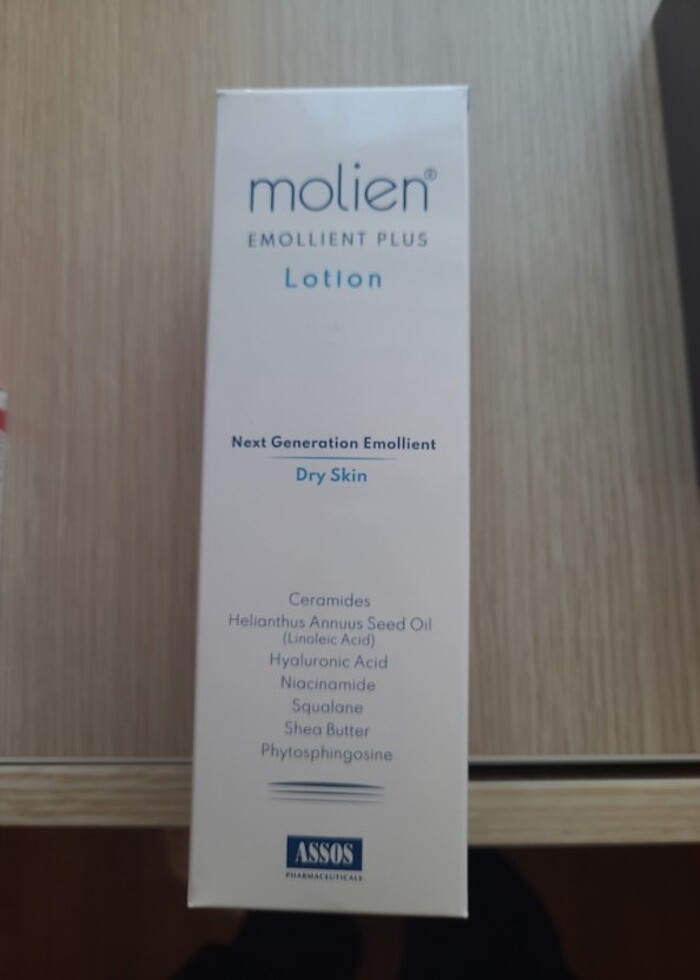 molien®
EMOLLIENT PLUS
Lotion
Next Generation Emollient
Dry Skin
Ceramides
Helianthus Annuus Seed Oil
(Linoleic Acid)
Hyaluronic Acid
Niacinamide
Squalane
Shea Butter
Phytosphingosine
ASSOS
PHARMACEUTICALS